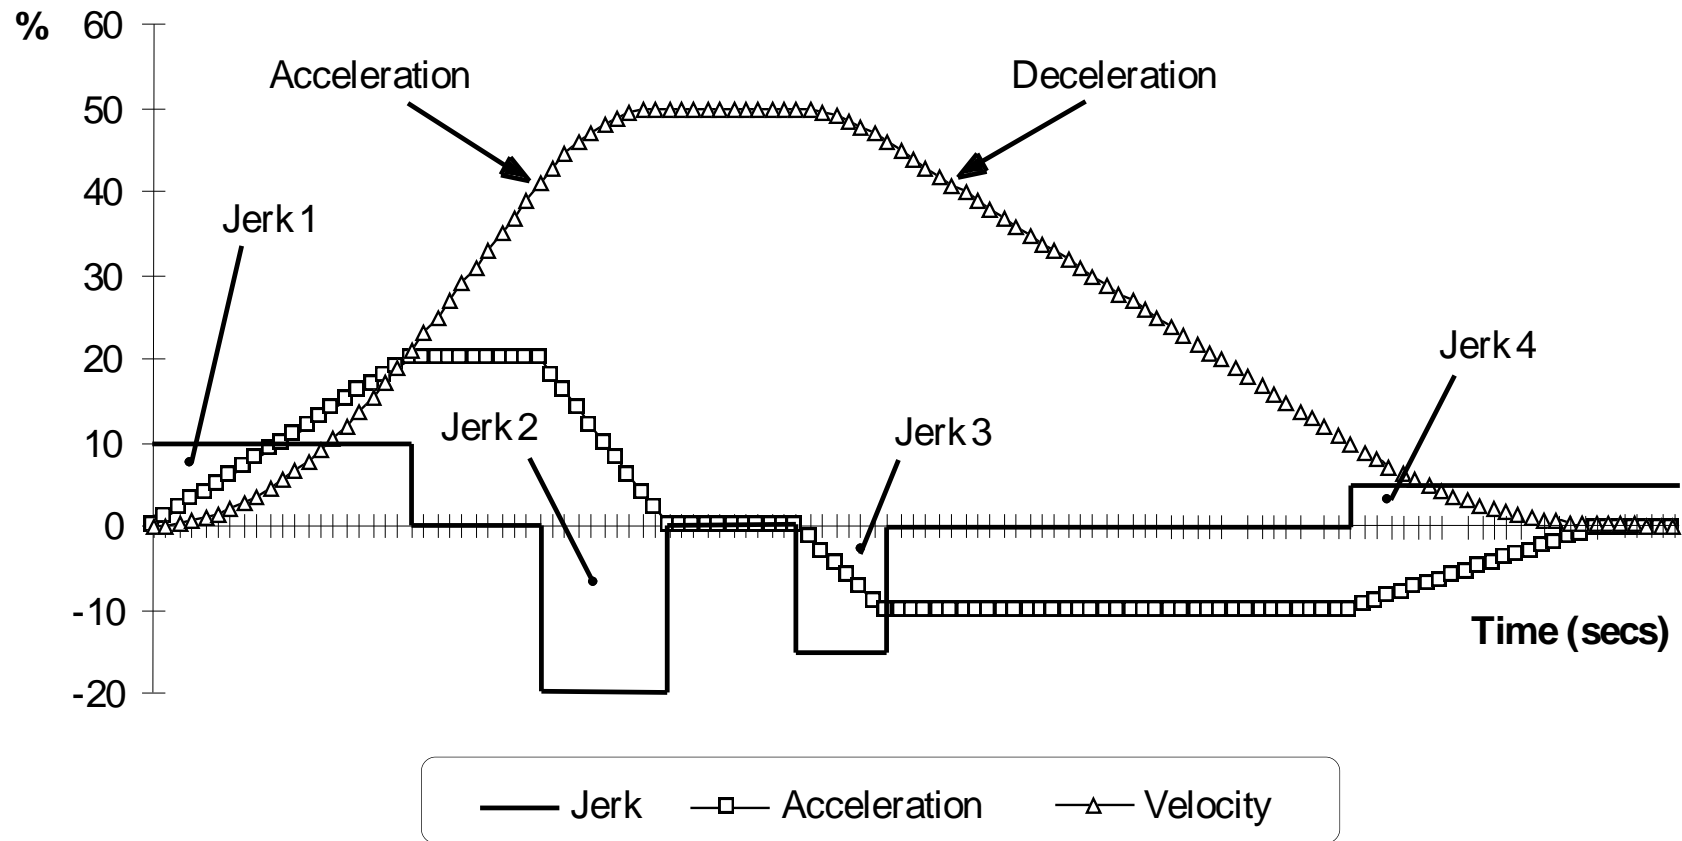 % 60
Acceleration
Deceleration
50
40
Jerk 1
30
20
Jerk 4
10
Jerk 2
Jerk 3
0
-10
Time (secs)
-20
Jerk Acceleration Velocity